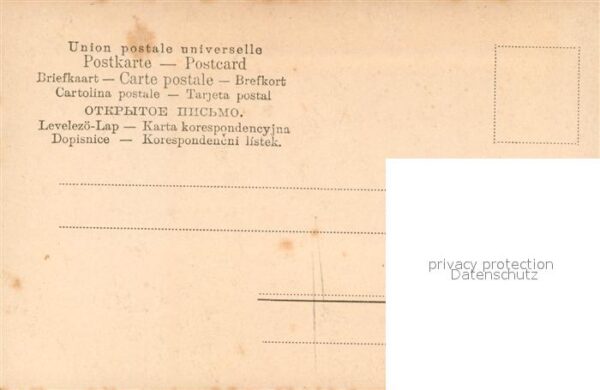 Union postale universelle
Postkarte — Postcard
Briefkaart — Carte postale — Brefkort
Cartolina postale — Tarjeta postal
ОТКРЫТОЕ ПИСЬМО.
Levelező-Lap — Karta korespondencyjna
Dopisnice — Korespondenční lístek.
privacy protection
Datenschutz